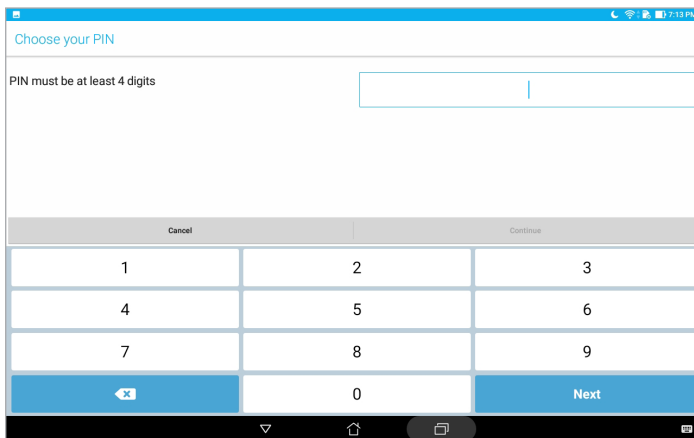 7:13 PM
Choose your PIN
PIN must be at least 4 digits
Cancel Continue
1 2 3
4 5 6
7 8 9
0 Next